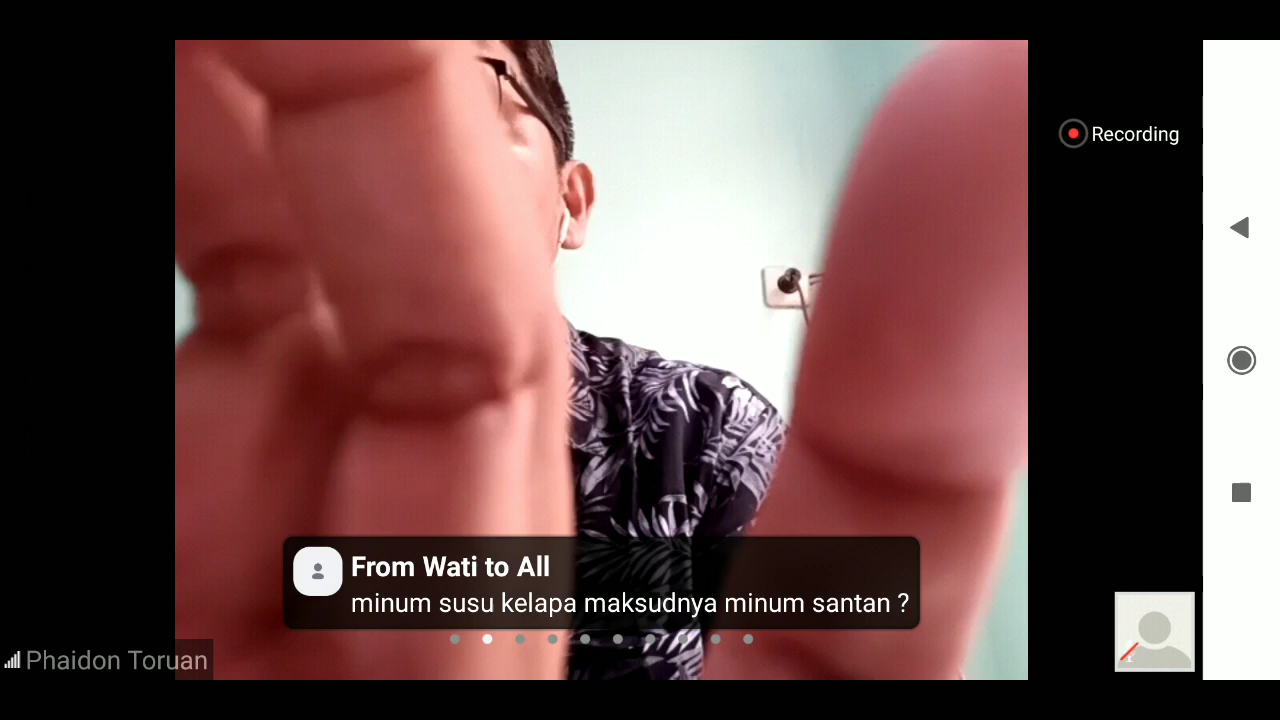 Recording
From Wati to All
minum susu kelapa maksudnya minum santan ?
Phaidon Toruan